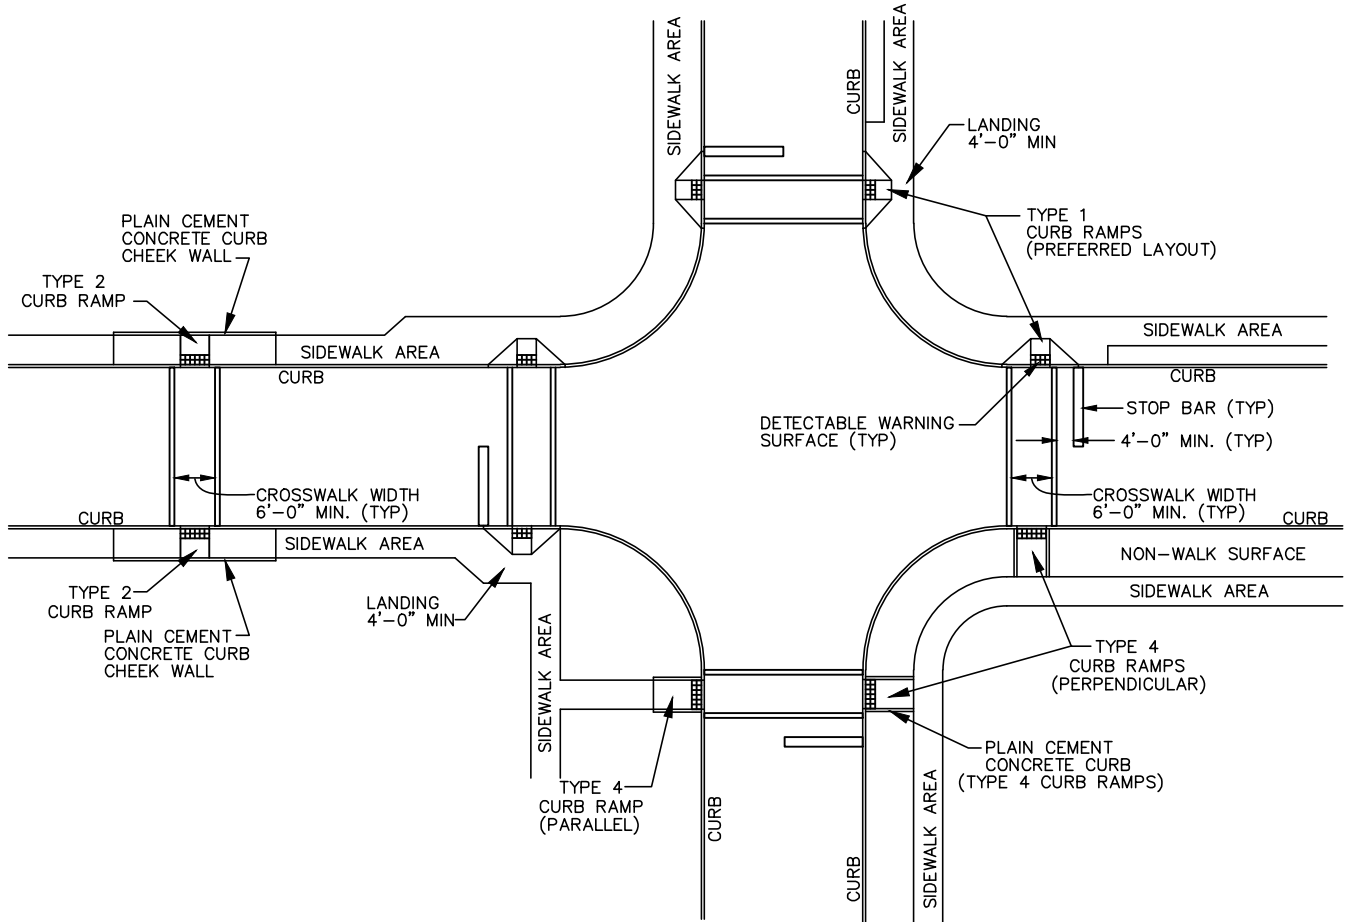 SIDEWALK AREA
CURB
SIDEWALK AREA
LANDING
4'-0" MIN
TYPE 1
CURB RAMPS
(PREFERRED LAYOUT)
PLAIN CEMENT
CONCRETE CURB
CHEEK WALL
TYPE 2
CURB RAMP
SIDEWALK AREA
CURB
SIDEWALK AREA
CURB
STOP BAR (TYP)
4'-0" MIN. (TYP)
DETECTABLE WARNING
SURFACE (TYP)
CROSSWALK WIDTH
6'-0" MIN. (TYP)
CROSSWALK WIDTH
6'-0" MIN. (TYP)
CURB
CURB
SIDEWALK AREA
NON-WALK SURFACE
SIDEWALK AREA
TYPE 2
CURB RAMP
PLAIN CEMENT
CONCRETE CURB
CHEEK WALL
LANDING
4'-0" MIN
SIDEWALK AREA
TYPE 4
CURB RAMPS
(PERPENDICULAR)
PLAIN CEMENT
CONCRETE CURB
(TYPE 4 CURB RAMPS)
TYPE 4
CURB RAMP
(PARALLEL)
CURB
CURB
SIDEWALK AREA